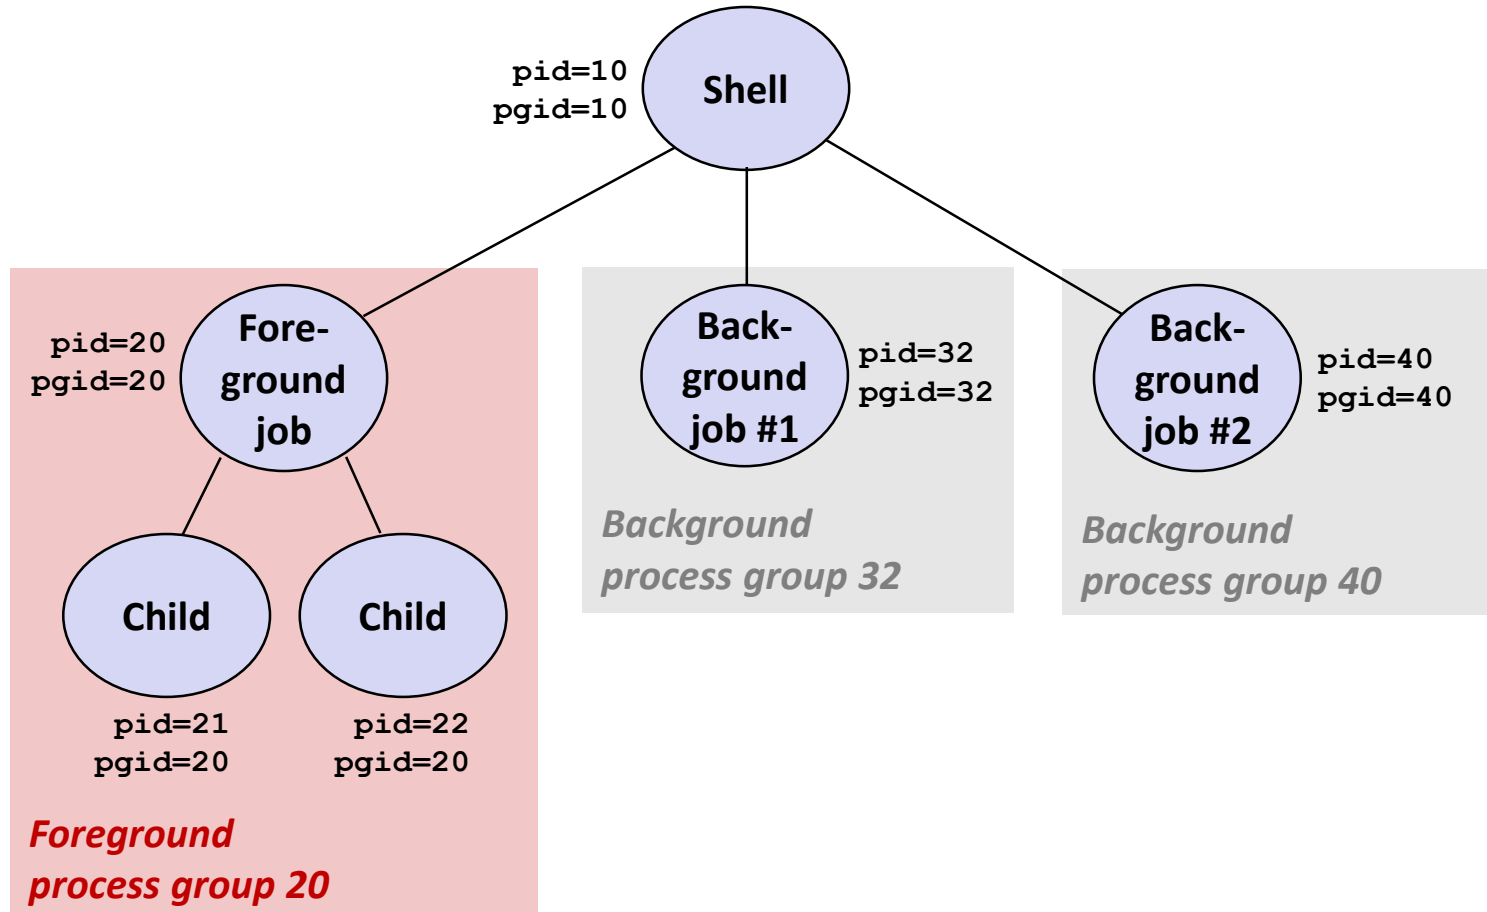 pid=10
pgid=10
Shell
pid=20
pgid=20
Fore-
ground
job
Back-
ground
job #1
pid=32
pgid=32
Back-
ground
job #2
pid=40
pgid=40
Background
process group 32
Background
process group 40
Child
Child
pid=21
pgid=20
pid=22
pgid=20
Foreground
process group 20